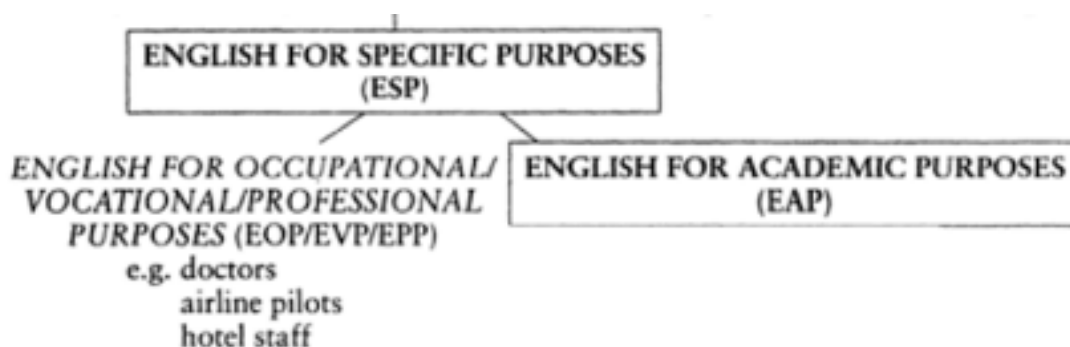 ENGLISH FOR SPECIFIC PURPOSES
(ESP)
ENGLISH FOR OCCUPATIONAL/
VOCATIONAL/PROFESSIONAL
PURPOSES (EOP/EVP/EPP)
e.g. doctors
airline pilots
hotel staff
ENGLISH FOR ACADEMIC PURPOSES
(EAP)